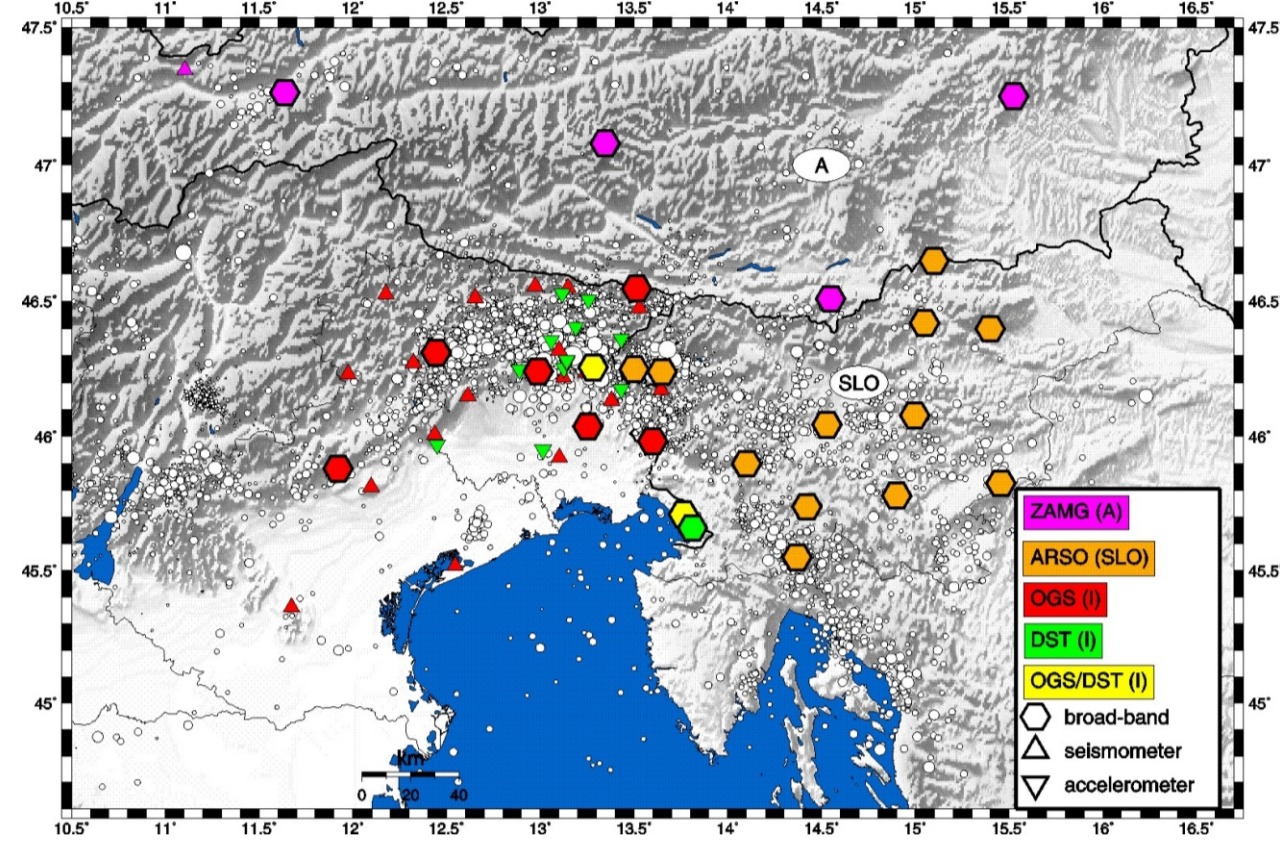 10.5° 11° 11.5° 12° 12.5° 13° 13.5° 14° 14.5° 15° 15.5° 16° 16.5°
47.5° 47.5°
47° 47°
A
46.5° 46.5°
SLO
46° 46°
ZAMG (A)
ARSO (SLO)
45.5° 45.5°
OGS (I)
DST (I)
OGS/DST (I)
45° 45°
broad-band
km
seismometer
0 20 40
accelerometer
10.5° 11° 11.5° 12° 12.5° 13° 13.5° 14° 14.5° 15° 15.5° 16° 16.5°